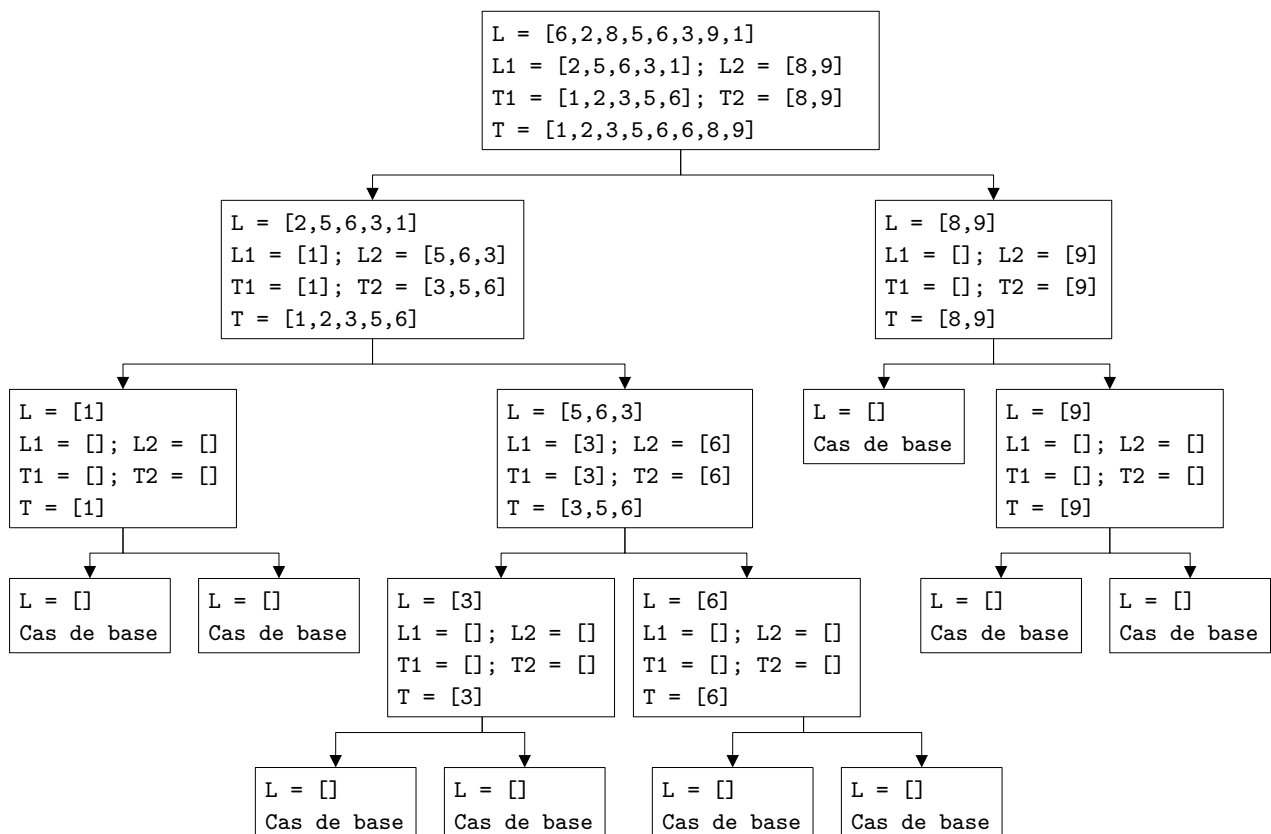 L = [6,2,8,5,6,3,9,1]
L1 = [2,5,6,3,1]; L2 = [8,9]
T1 = [1,2,3,5,6]; T2 = [8,9]
T = [1,2,3,5,6,6,8,9]
L = [2,5,6,3,1]
L1 = [1]; L2 = [5,6,3]
T1 = [1]; T2 = [3,5,6]
T = [1,2,3,5,6]
L = [8,9]
L1 = []; L2 = [9]
T1 = []; T2 = [9]
T = [8,9]
L = [1]
L1 = []; L2 = []
T1 = []; T2 = []
T = [1]
L = [5,6,3]
L1 = [3]; L2 = [6]
T1 = [3]; T2 = [6]
T = [3,5,6]
L = []
Cas de base
L = [9]
L1 = []; L2 = []
T1 = []; T2 = []
T = [9]
L = []
Cas de base
L = []
Cas de base
L = [3]
L1 = []; L2 = []
T1 = []; T2 = []
T = [3]
L = [6]
L1 = []; L2 = []
T1 = []; T2 = []
T = [6]
L = []
Cas de base
L = []
Cas de base
L = []
Cas de base
L = []
Cas de base
L = []
Cas de base
L = []
Cas de base